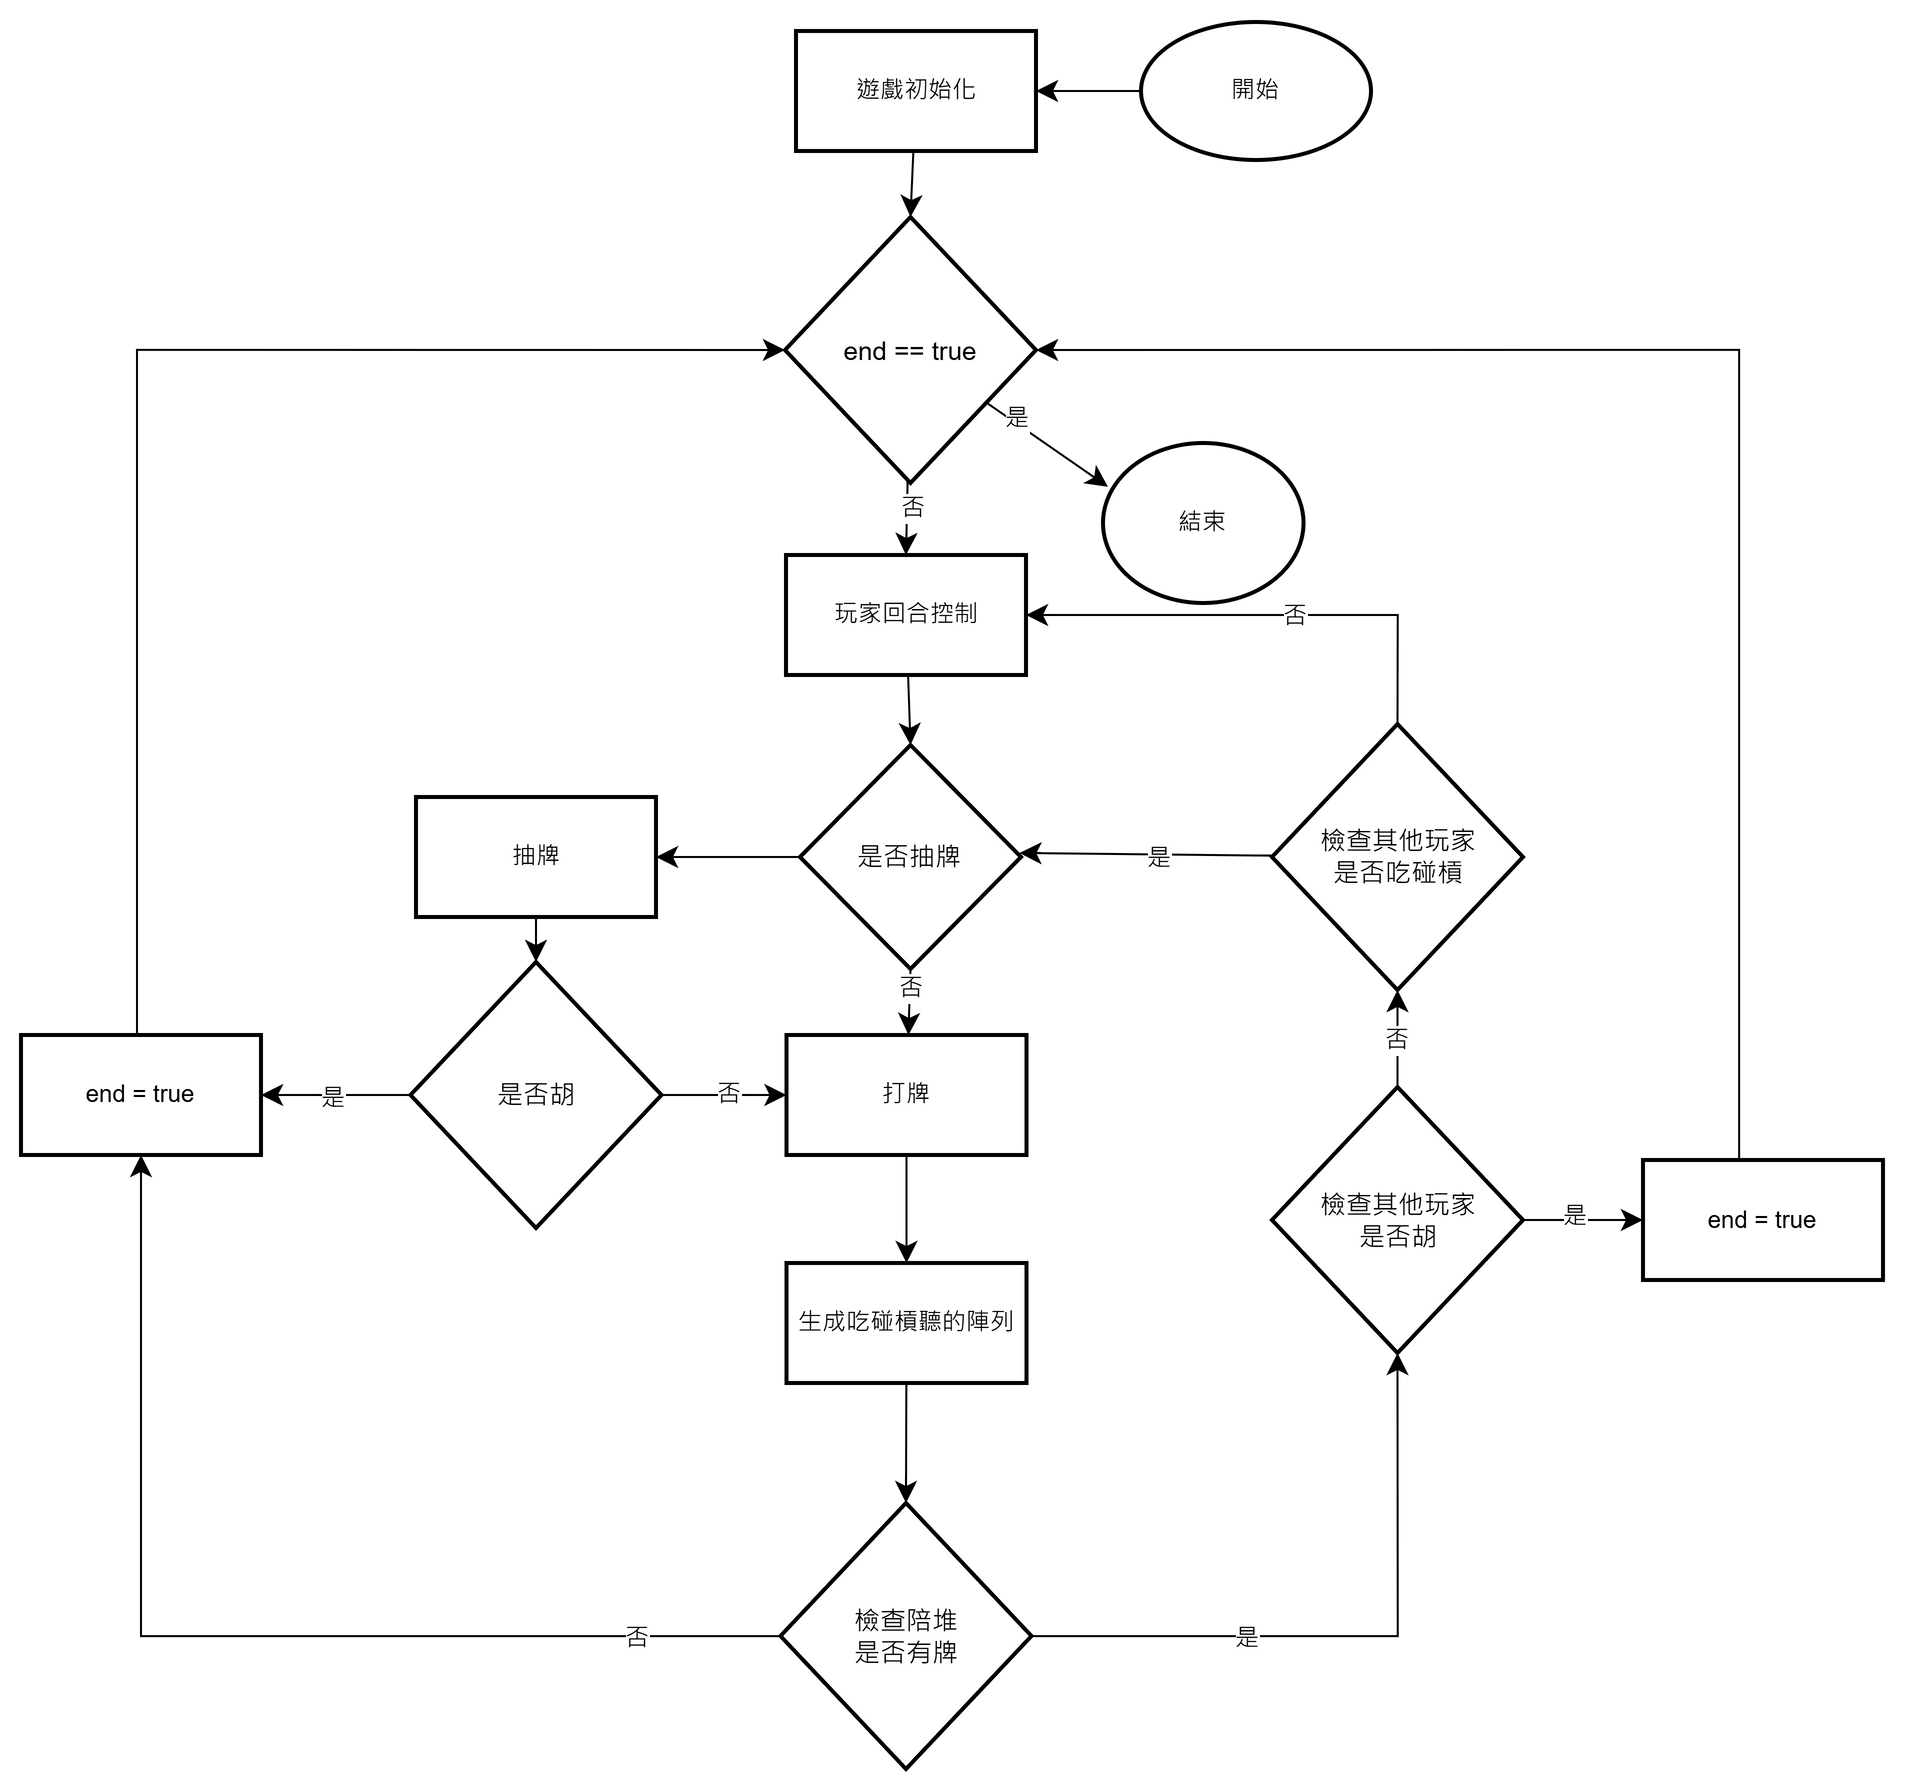 遊戲初始化
開始
end == true
是
否
結束
玩家回合控制
否
抽牌
是否抽牌
是
檢查其他玩家
是否吃碰槓
否
否
end = true
是
是否胡
否
打牌
檢查其他玩家
是否胡
是
end = true
生成吃碰槓聽的陣列
檢查陪堆
是否有牌
否
是